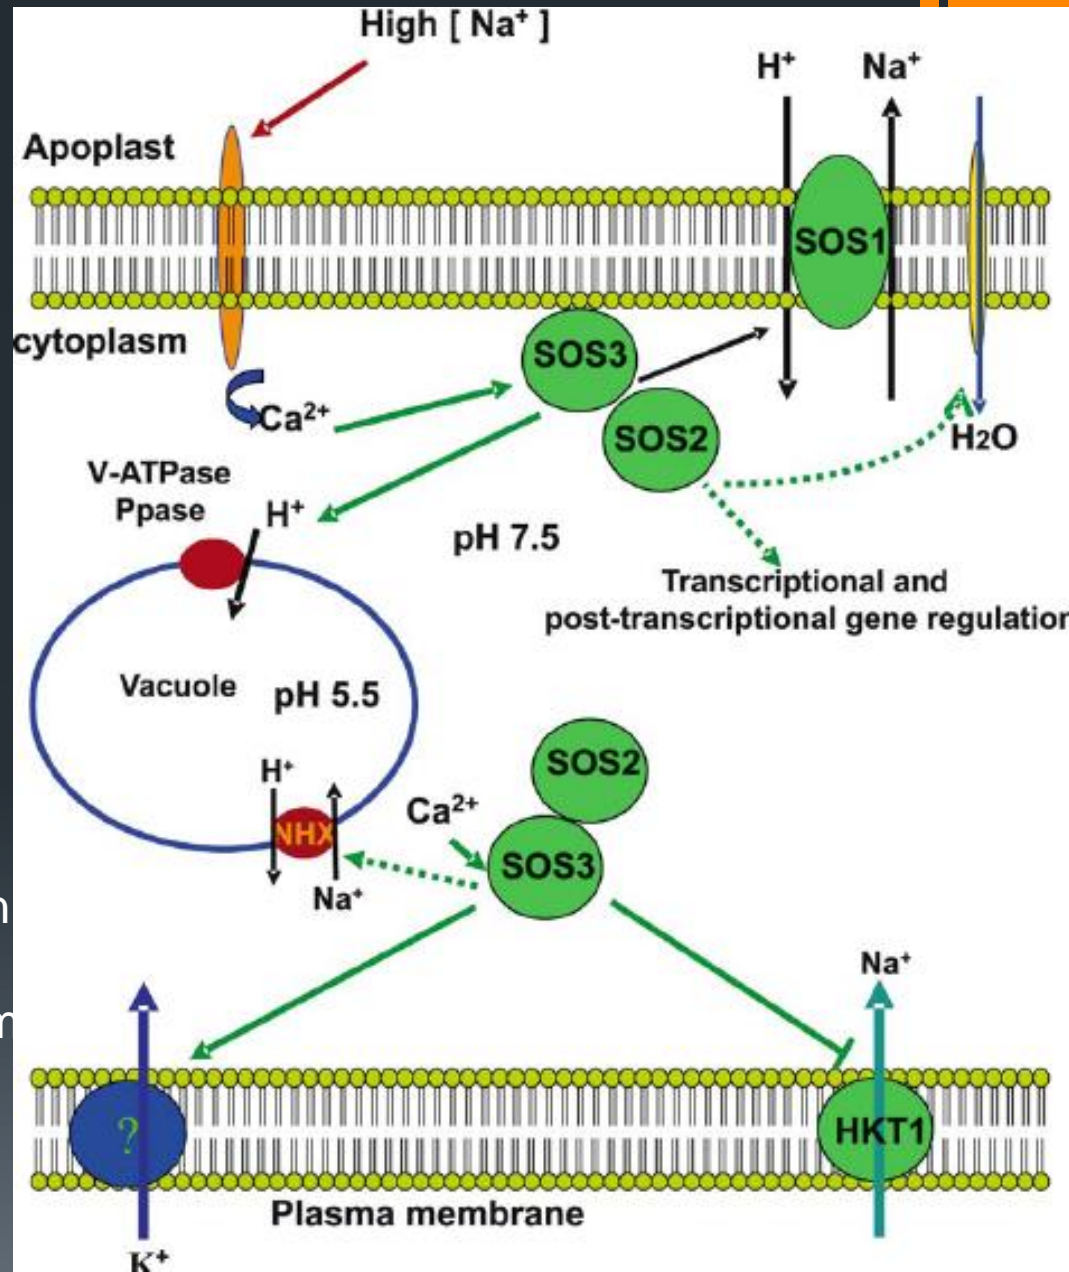 High [ Na⁺ ]
H⁺
Na⁺
Apoplast
SOS1
cytoplasm
SOS3
Ca²⁺
SOS2
H₂O
V-ATPase
Ppase
H⁺
pH 7.5
Transcriptional and
post-transcriptional gene regulation
Vacuole
pH 5.5
SOS2
H⁺
Ca²⁺
NHX
SOS3
Na⁺
Na⁺
?
HKT1
Plasma membrane
K⁺